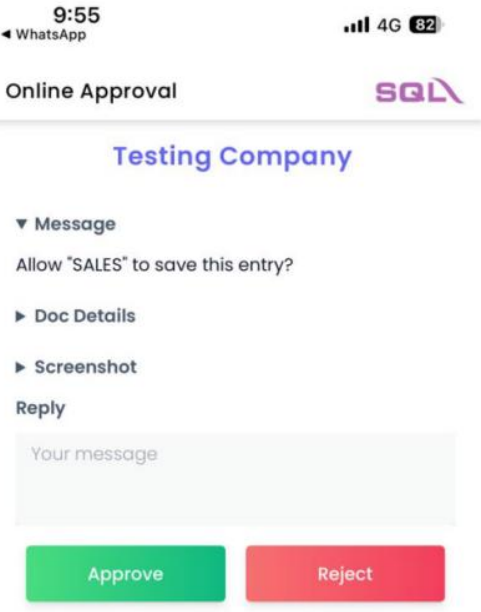 9:55
4G 82
◀ WhatsApp
Online Approval
SQL
Testing Company
▼ Message
Allow "SALES" to save this entry?
▶ Doc Details
▶ Screenshot
Reply
Your message
Approve
Reject